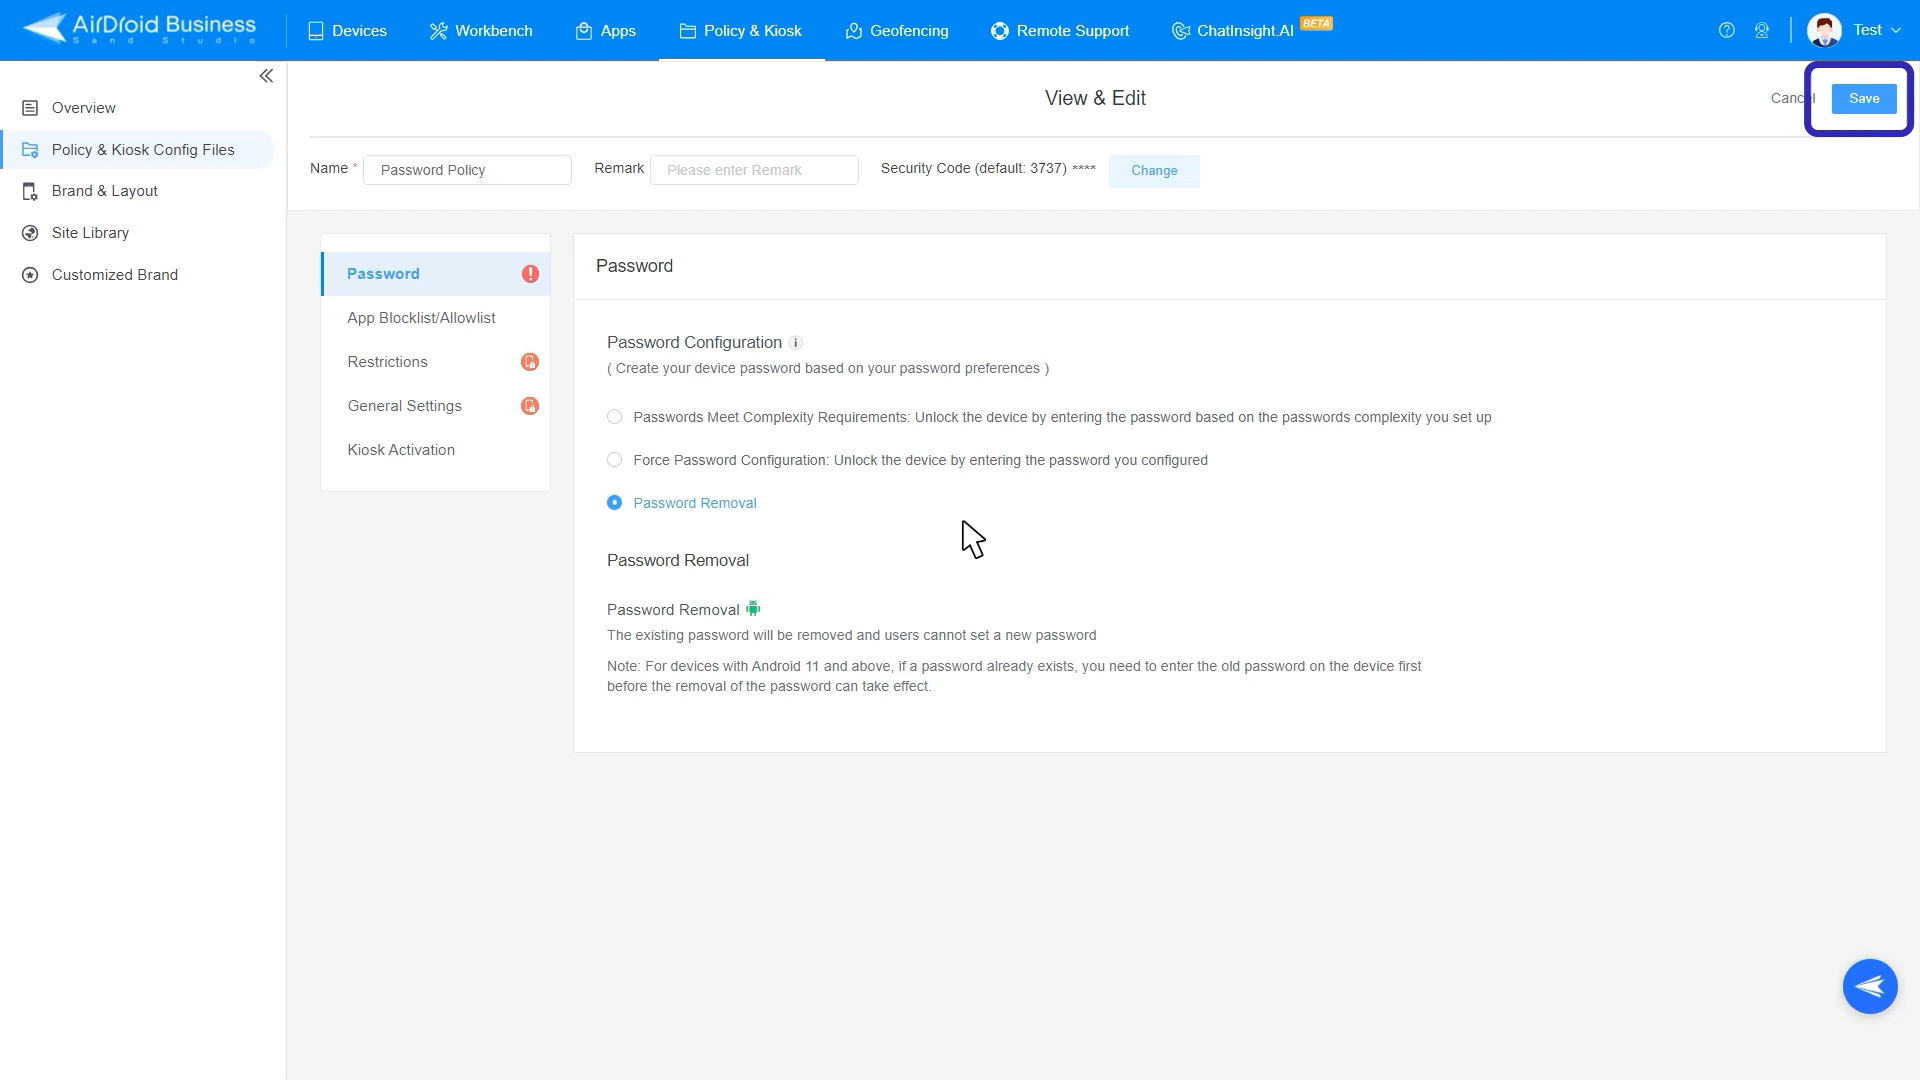 AirDroid Business
Sand Studio
Devices
Workbench
Apps
Policy & Kiosk
Geofencing
Remote Support
ChatInsight.AI
BETA
Test
Overview
Policy & Kiosk Config Files
Brand & Layout
Site Library
Customized Brand
View & Edit
Cancel
Save
Name *
Password Policy
Remark
Please enter Remark
Security Code (default: 3737) ****
Change
Password
App Blocklist/Allowlist
Restrictions
General Settings
Kiosk Activation
Password
Password Configuration
( Create your device password based on your password preferences )
Passwords Meet Complexity Requirements: Unlock the device by entering the password based on the passwords complexity you set up
Force Password Configuration: Unlock the device by entering the password you configured
Password Removal
Password Removal
Password Removal
The existing password will be removed and users cannot set a new password
Note: For devices with Android 11 and above, if a password already exists, you need to enter the old password on the device first
before the removal of the password can take effect.